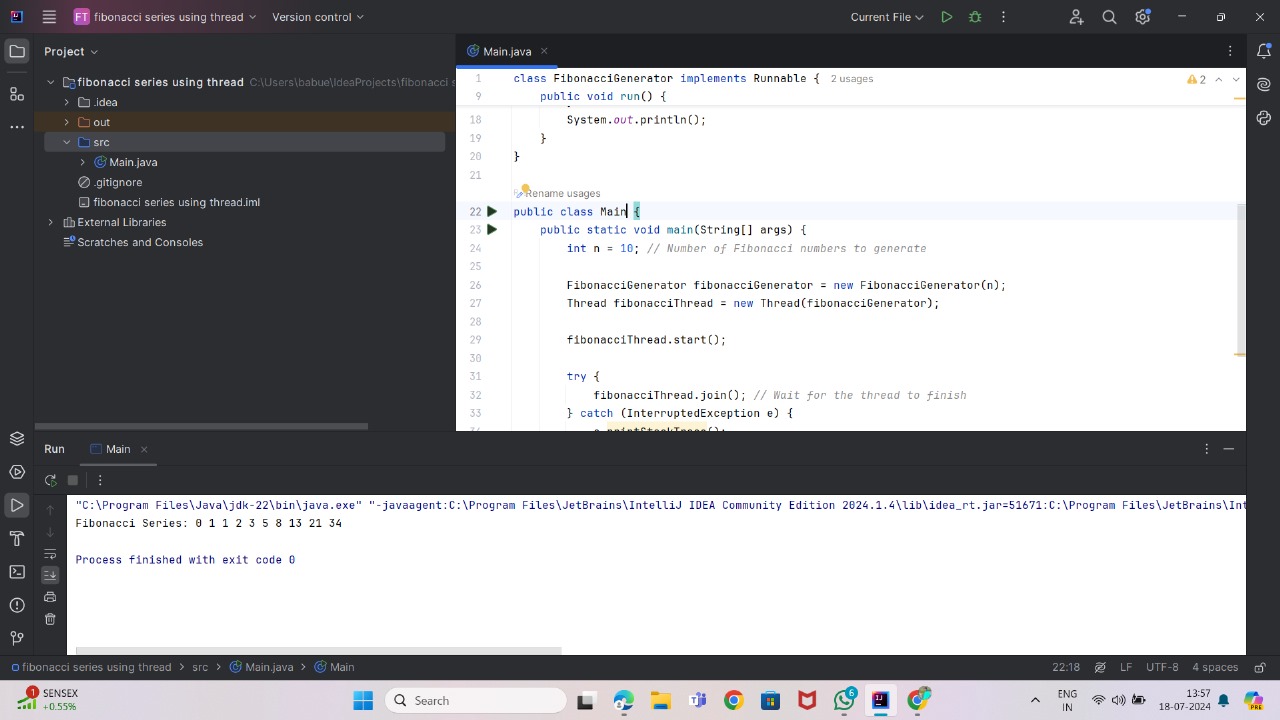 FT fibonacci series using thread Version control Current File
Project
Main.java
fibonacci series using thread C:\Users\babue\IdeaProjects\fibonacci s
.idea
out
src
Main.java
.gitignore
fibonacci series using thread.iml
External Libraries
Scratches and Consoles
1 class FibonacciGenerator implements Runnable { 2 usages
2
9 public void run() {
18 System.out.println();
19 }
20 }
21
Rename usages
22 public class Main {
23 public static void main(String[] args) {
24 int n = 10; // Number of Fibonacci numbers to generate
25
26 FibonacciGenerator fibonacciGenerator = new FibonacciGenerator(n);
27 Thread fibonacciThread = new Thread(fibonacciGenerator);
28
29 fibonacciThread.start();
30
31 try {
32 fibonacciThread.join(); // Wait for the thread to finish
33 } catch (InterruptedException e) {
Run Main
"C:\Program Files\Java\jdk-22\bin\java.exe" "-javaagent:C:\Program Files\JetBrains\IntelliJ IDEA Community Edition 2024.1.4\lib\idea_rt.jar=51671:C:\Program Files\JetBrains\Int
Fibonacci Series: 0 1 1 2 3 5 8 13 21 34
Process finished with exit code 0
fibonacci series using thread > src > Main.java > Main 22:18 LF UTF-8 4 spaces
1 SENSEX
+0.55%
Search
6
ENG
IN
13:57
18-07-2024
PRE